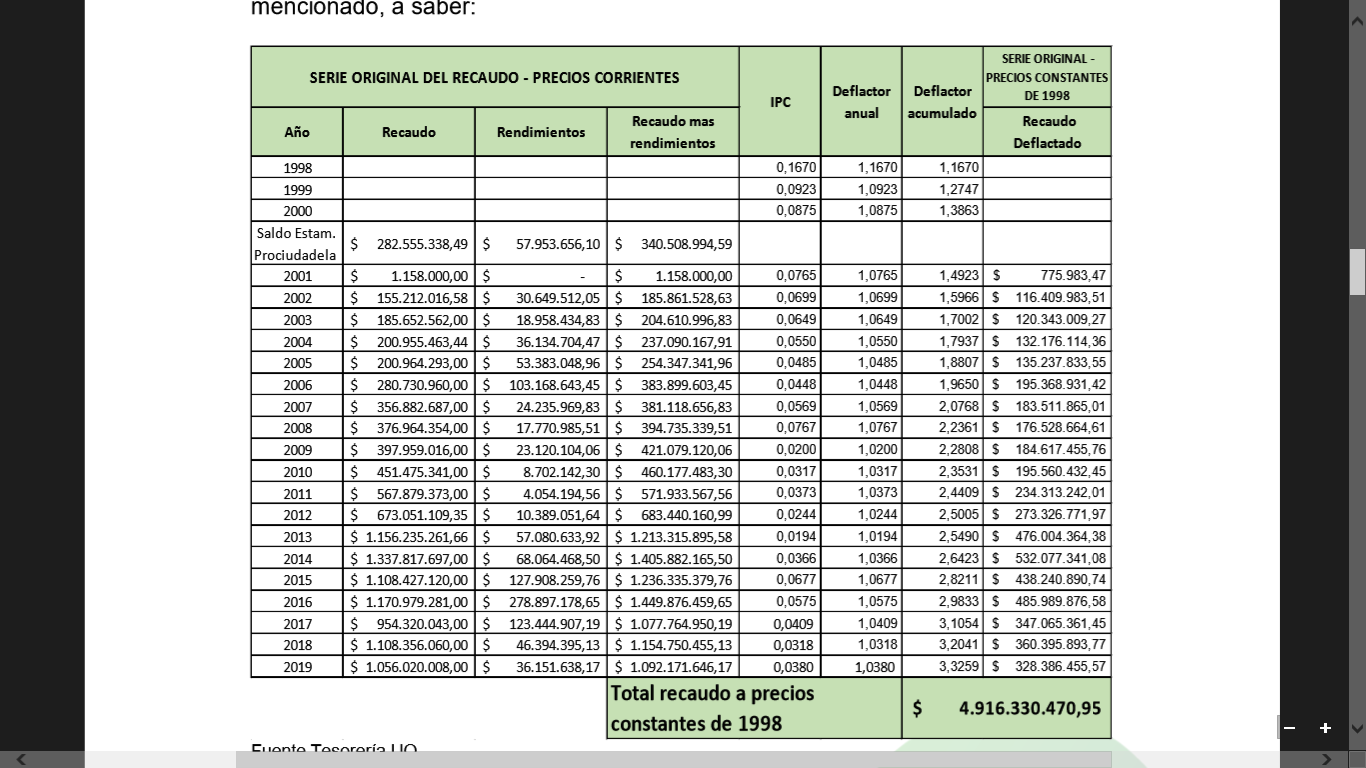 mencionado, a saber:
SERIE ORIGINAL DEL RECAUDO - PRECIOS CORRIENTES
IPC
Deflactor anual
Deflactor acumulado
SERIE ORIGINAL - PRECIOS CONSTANTES DE 1998
Año Recaudo Rendimientos Recaudo mas rendimientos Recaudo Deflactado
1998 0,1670 1,1670 1,1670
1999 0,0923 1,0923 1,2747
2000 0,0875 1,0875 1,3863
Saldo Estam. Prociudadela $ 282.555.338,49 $ 57.953.656,10 $ 340.508.994,59
2001 $ 1.158.000,00 $ - $ 1.158.000,00 0,0765 1,0765 1,4923 $ 775.983,47
2002 $ 155.212.016,58 $ 30.649.512,05 $ 185.861.528,63 0,0699 1,0699 1,5966 $ 116.409.983,51
2003 $ 185.652.562,00 $ 18.958.434,83 $ 204.610.996,83 0,0649 1,0649 1,7002 $ 120.343.009,27
2004 $ 200.955.463,44 $ 36.134.704,47 $ 237.090.167,91 0,0550 1,0550 1,7937 $ 132.176.114,36
2005 $ 200.964.293,00 $ 53.383.048,96 $ 254.347.341,96 0,0485 1,0485 1,8807 $ 135.237.833,55
2006 $ 280.730.960,00 $ 103.168.643,45 $ 383.899.603,45 0,0448 1,0448 1,9650 $ 195.368.931,42
2007 $ 356.882.687,00 $ 24.235.969,83 $ 381.118.656,83 0,0569 1,0569 2,0768 $ 183.511.865,01
2008 $ 376.964.354,00 $ 17.770.985,51 $ 394.735.339,51 0,0767 1,0767 2,2361 $ 176.528.664,61
2009 $ 397.959.016,00 $ 23.120.104,06 $ 421.079.120,06 0,0200 1,0200 2,2808 $ 184.617.455,76
2010 $ 451.475.341,00 $ 8.702.142,30 $ 460.177.483,30 0,0317 1,0317 2,3531 $ 195.560.432,45
2011 $ 567.879.373,00 $ 4.054.194,56 $ 571.933.567,56 0,0373 1,0373 2,4409 $ 234.313.242,01
2012 $ 673.051.109,35 $ 10.389.051,64 $ 683.440.160,99 0,0244 1,0244 2,5005 $ 273.326.771,97
2013 $ 1.156.235.261,66 $ 57.080.633,92 $ 1.213.315.895,58 0,0194 1,0194 2,5490 $ 476.004.364,38
2014 $ 1.337.817.697,00 $ 68.064.468,50 $ 1.405.882.165,50 0,0366 1,0366 2,6423 $ 532.077.341,08
2015 $ 1.108.427.120,00 $ 127.908.259,76 $ 1.236.335.379,76 0,0677 1,0677 2,8211 $ 438.240.890,74
2016 $ 1.170.979.281,00 $ 278.897.178,65 $ 1.449.876.459,65 0,0575 1,0575 2,9833 $ 485.989.876,58
2017 $ 954.320.043,00 $ 123.444.907,19 $ 1.077.764.950,19 0,0409 1,0409 3,1054 $ 347.065.361,45
2018 $ 1.108.356.060,00 $ 46.394.395,13 $ 1.154.750.455,13 0,0318 1,0318 3,2041 $ 360.395.893,77
2019 $ 1.056.020.008,00 $ 36.151.638,17 $ 1.092.171.646,17 0,0380 1,0380 3,3259 $ 328.386.455,57
Total recaudo a precios constantes de 1998 $ 4.916.330.470,95
Fuente Tesorería UQ